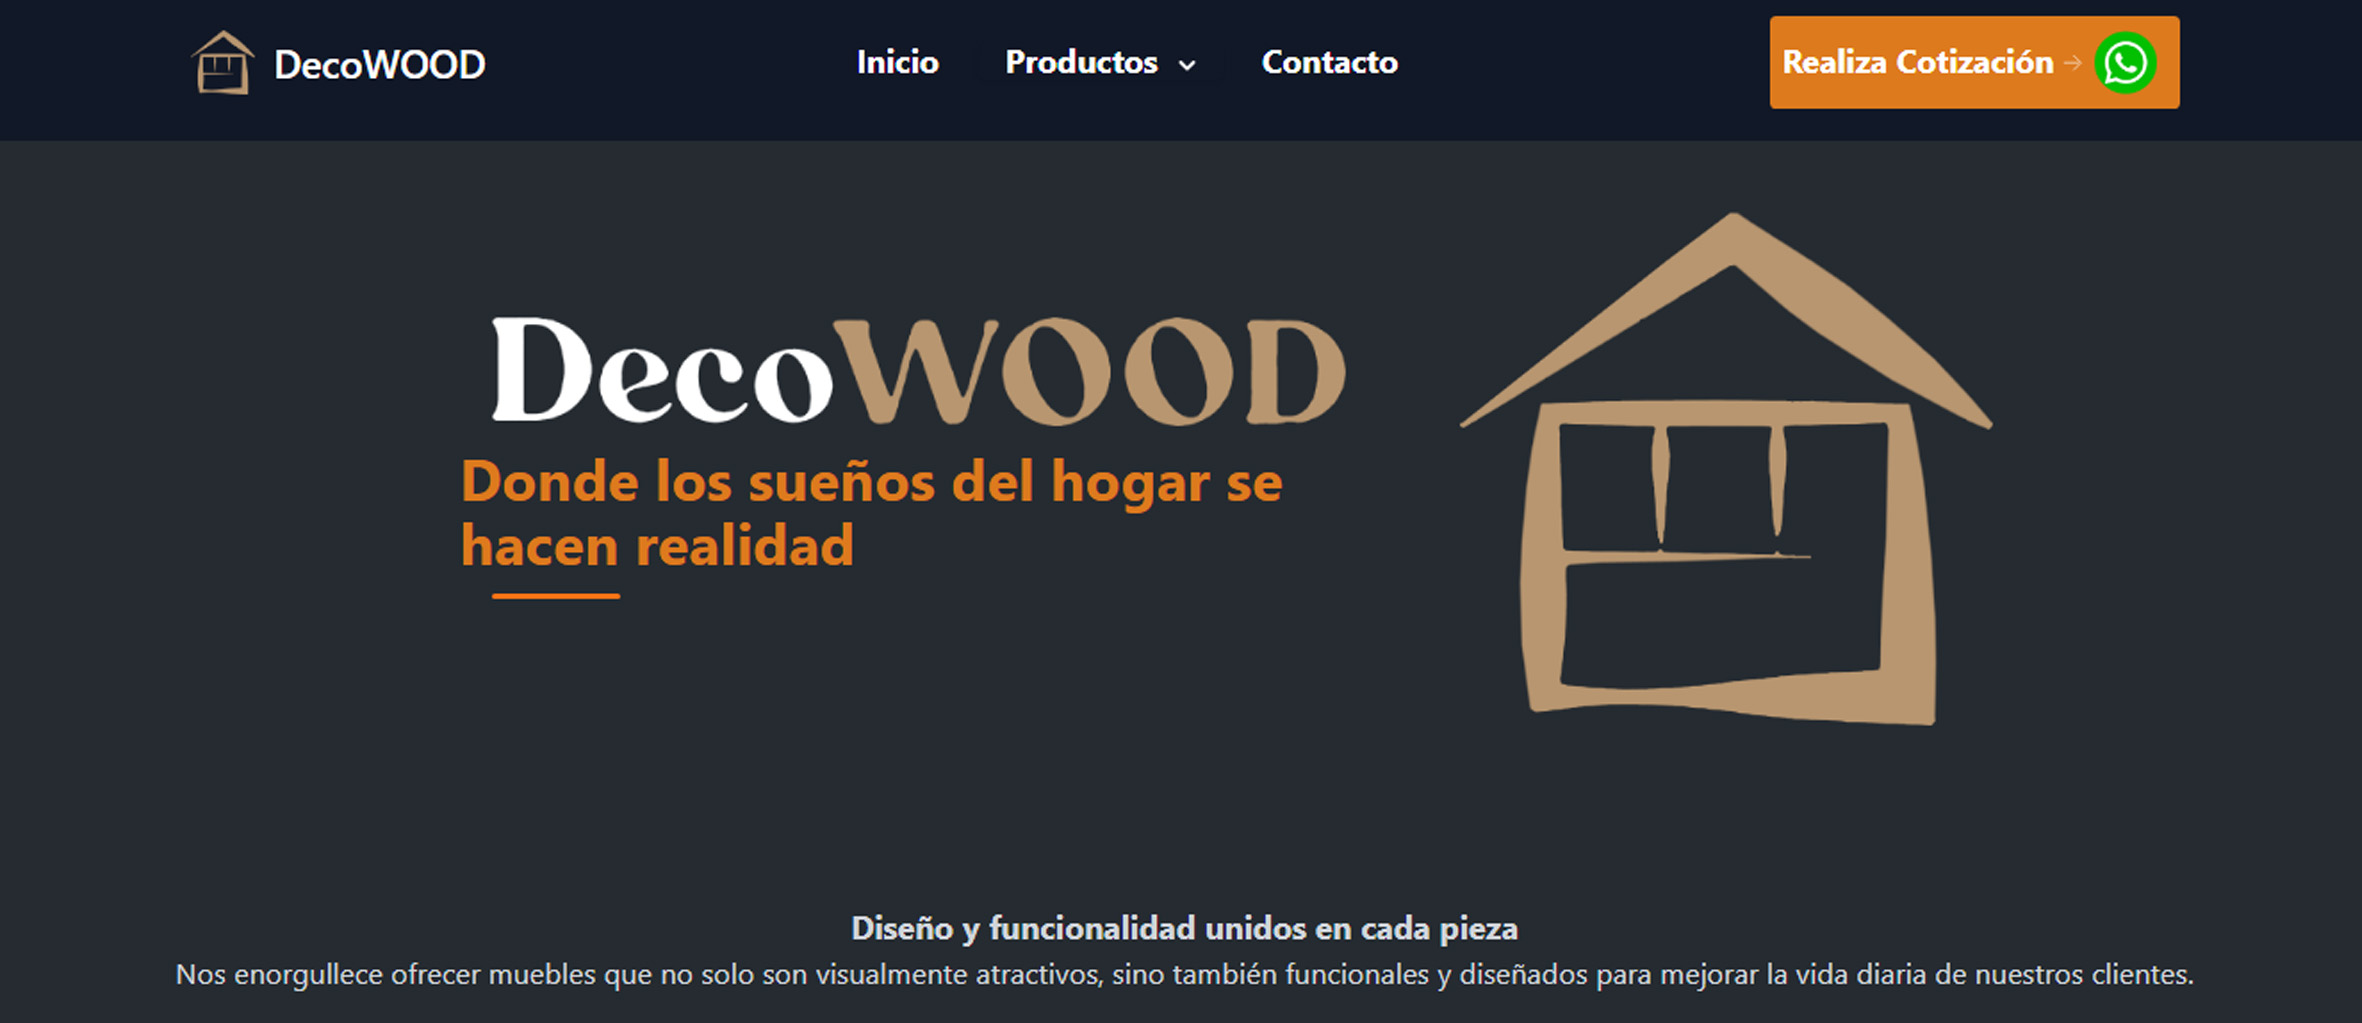 DecoWOOD
Inicio
Productos
Contacto
Realiza Cotización →
DecoWOOD
Donde los sueños del hogar se
hacen realidad
Diseño y funcionalidad unidos en cada pieza
Nos enorgullece ofrecer muebles que no solo son visualmente atractivos, sino también funcionales y diseñados para mejorar la vida diaria de nuestros clientes.